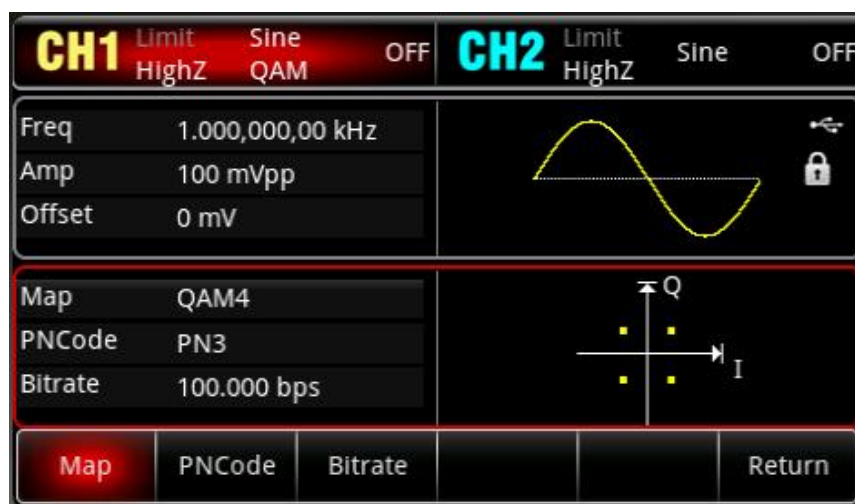 CH1 Limit Sine OFF CH2 Limit Sine OFF
HighZ QAM HighZ
Freq 1.000,000,00 kHz
Amp 100 mVpp
Offset 0 mV
Map QAM4 Q
PNCode PN3
I
Bitrate 100.000 bps
Map PNCode Bitrate Return